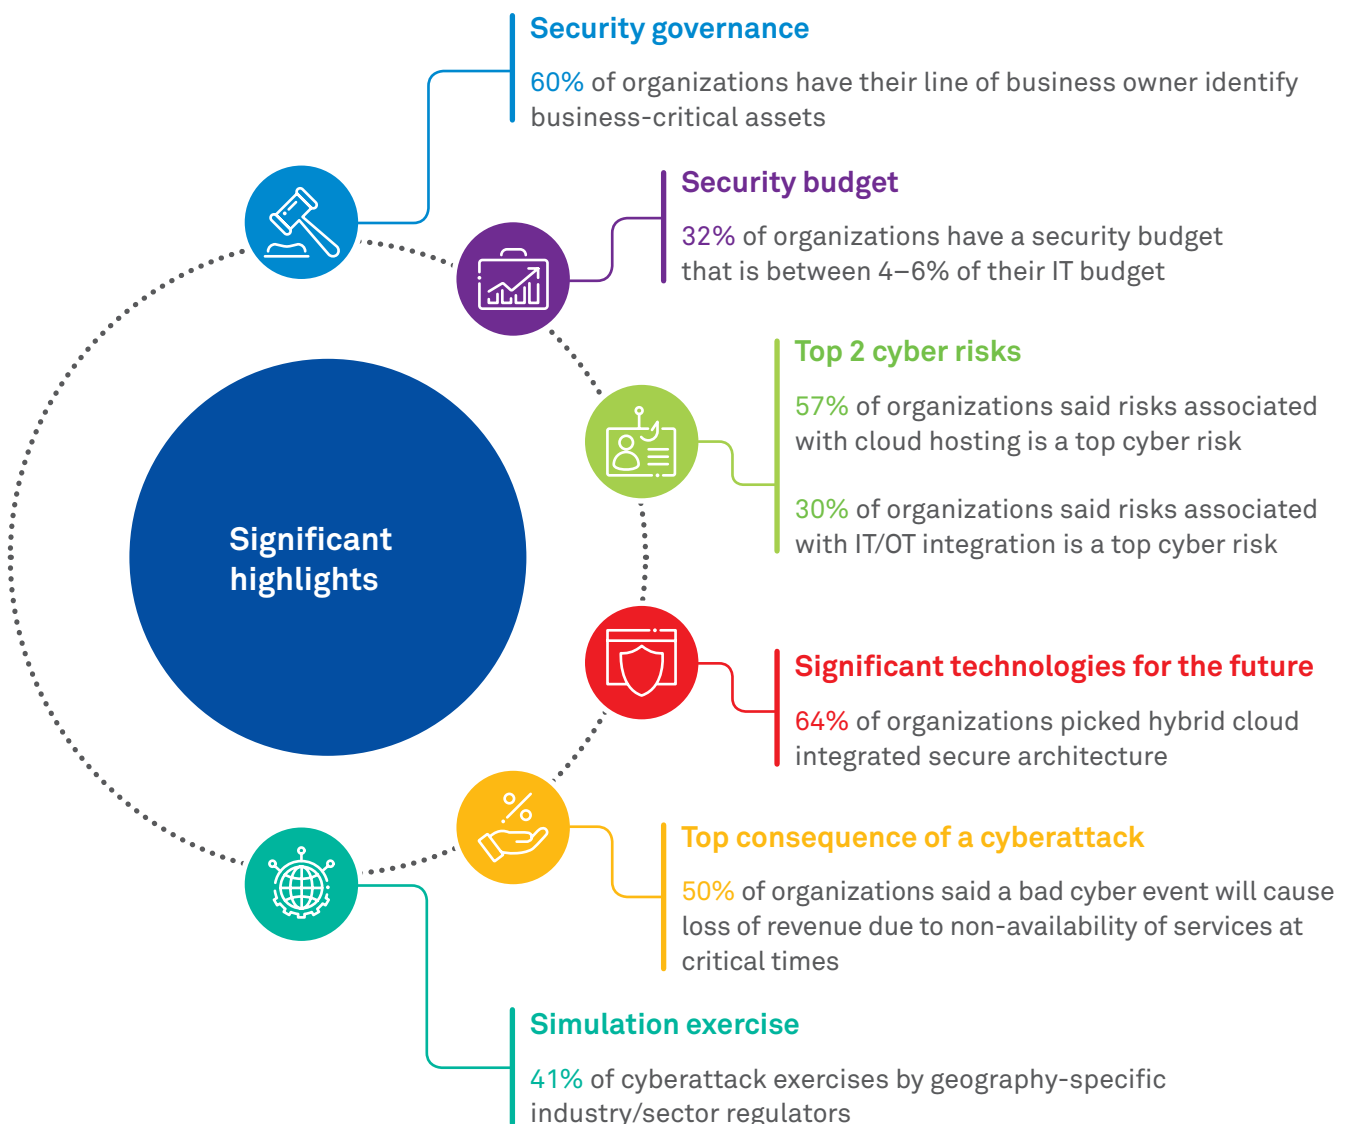 Security governance
60% of organizations have their line of business owner identify
business-critical assets
Security budget
32% of organizations have a security budget
that is between 4–6% of their IT budget
Top 2 cyber risks
57% of organizations said risks associated
with cloud hosting is a top cyber risk
30% of organizations said risks associated
with IT/OT integration is a top cyber risk
Significant
highlights
Significant technologies for the future
64% of organizations picked hybrid cloud
integrated secure architecture
Top consequence of a cyberattack
50% of organizations said a bad cyber event will cause
loss of revenue due to non-availability of services at
critical times
Simulation exercise
41% of cyberattack exercises by geography-specific
industry/sector regulators